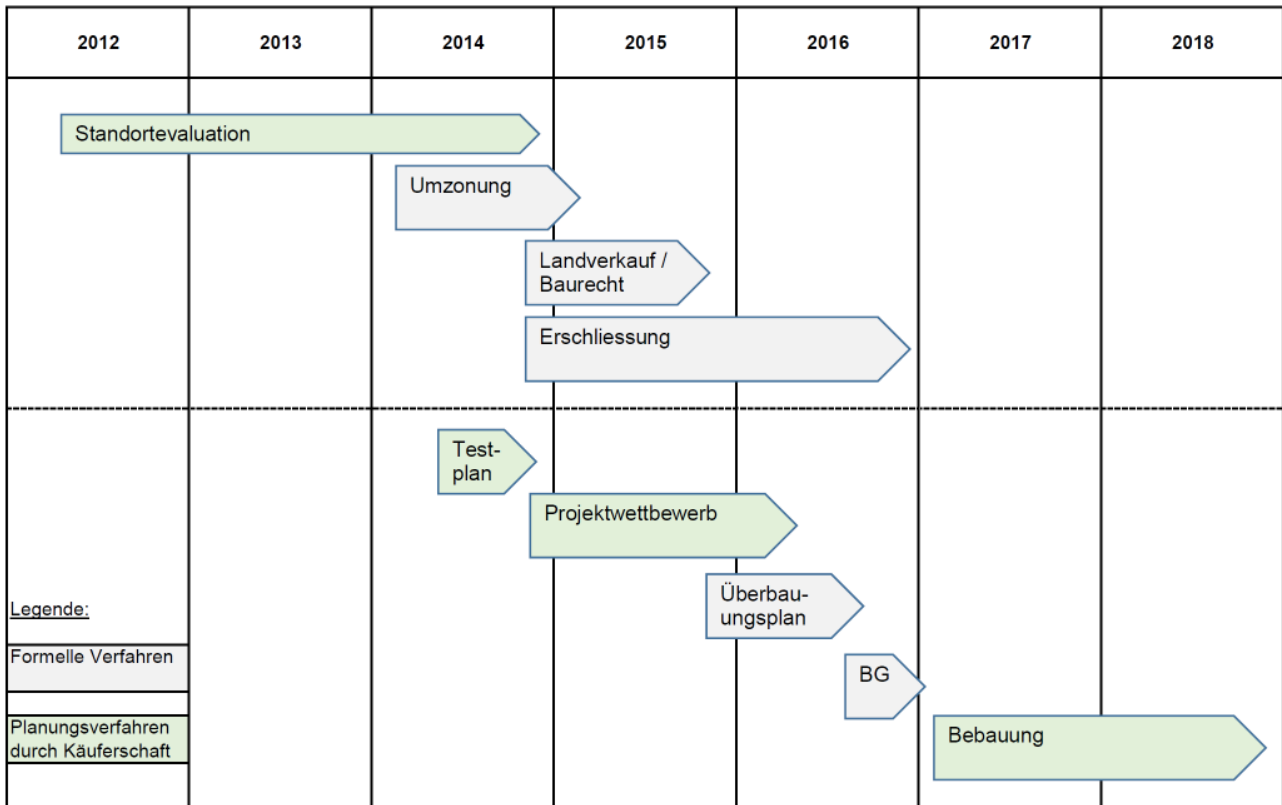 2012 2013 2014 2015 2016 2017 2018
Standortevaluation
Umzonung
Landverkauf /
Baurecht
Erschliessung
Test-
plan
Projektwettbewerb
Überbau-
ungsplan
BG
Bebauung
Legende:
Formelle Verfahren
Planungsverfahren
durch Käuferschaft